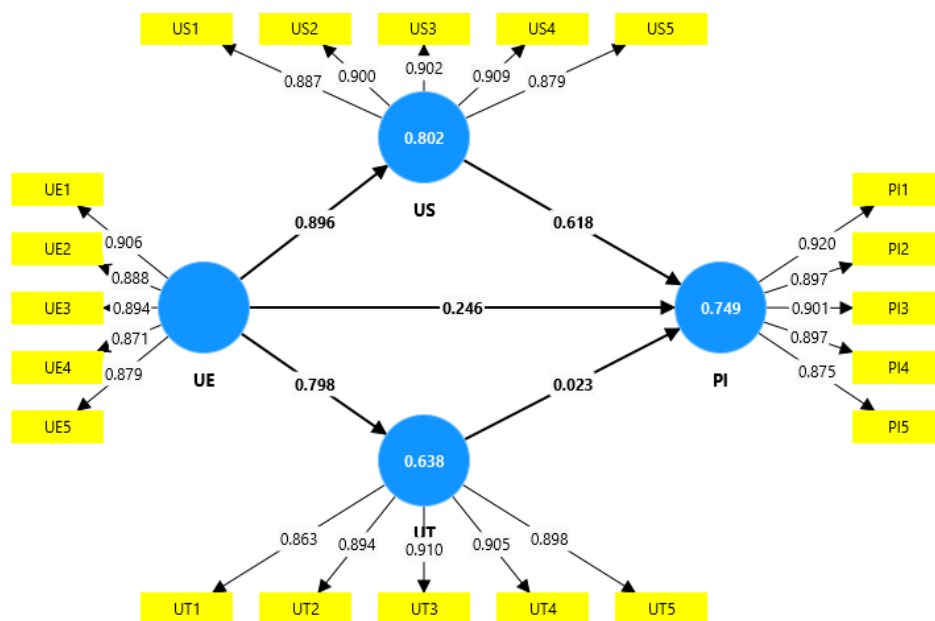 US1 US2 US3 US4 US5
0.887 0.900 0.902 0.909 0.879
0.802
US
UE1
UE2
UE3
UE4
UE5
0.906
0.888
0.894
0.871
0.879
UE
0.896
0.618
0.246
0.798
0.023
0.749
PI
0.920
0.897
0.901
0.897
0.875
PI1
PI2
PI3
PI4
PI5
0.638
UT
0.863 0.894 0.910 0.905 0.898
UT1 UT2 UT3 UT4 UT5